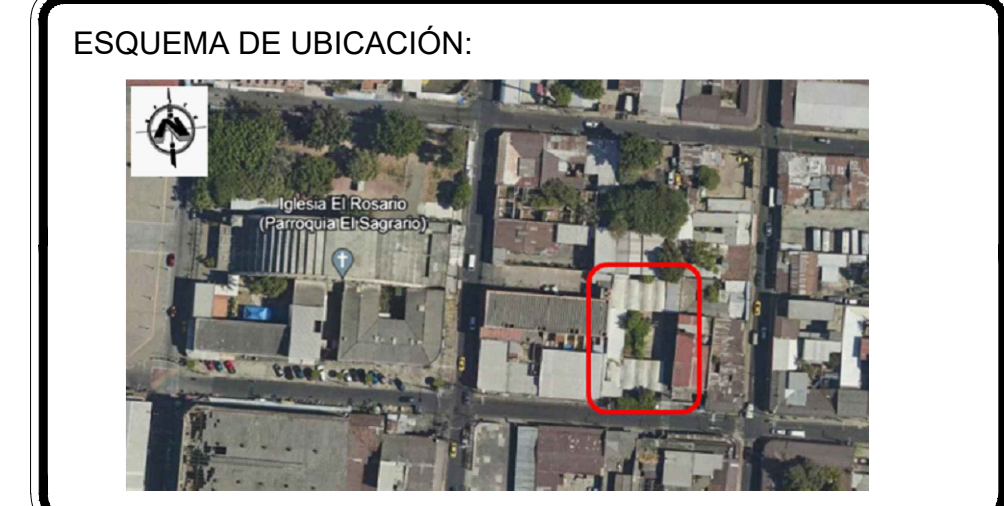 ESQUEMA DE UBICACIÓN:
N
Iglesia El Rosario
(Parroquia El Sagrario)